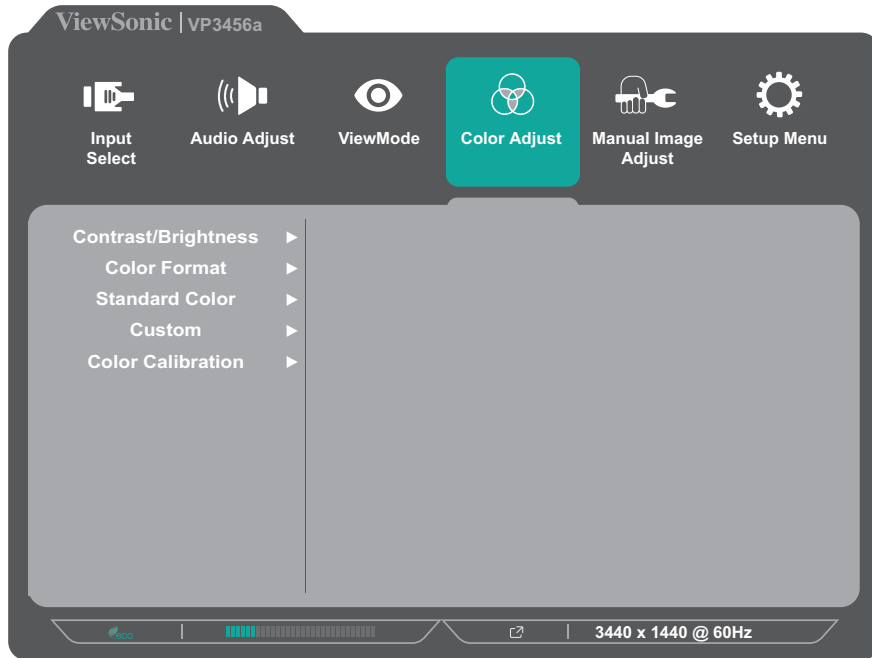 ViewSonic | VP3456a
Input
Select
Audio Adjust
ViewMode
Color Adjust
Manual Image
Adjust
Setup Menu
Contrast/Brightness
Color Format
Standard Color
Custom
Color Calibration
eco
3440 x 1440 @ 60Hz